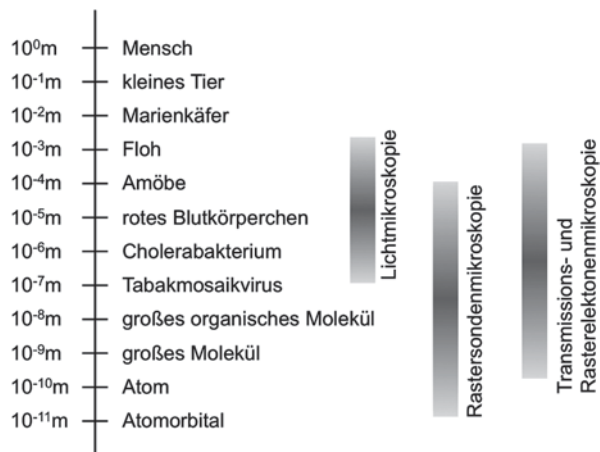 10⁰m Mensch
10⁻¹m kleines Tier
10⁻²m Marienkäfer
10⁻³m Floh
10⁻⁴m Amöbe
10⁻⁵m rotes Blutkörperchen
10⁻⁶m Cholerabakterium
10⁻⁷m Tabakmosaikvirus
10⁻⁸m großes organisches Molekül
10⁻⁹m großes Molekül
10⁻¹⁰m Atom
10⁻¹¹m Atomorbital
Lichtmikroskopie
Rastersondenmikroskopie
Transmissions- und
Rasterelektonenmikroskopie